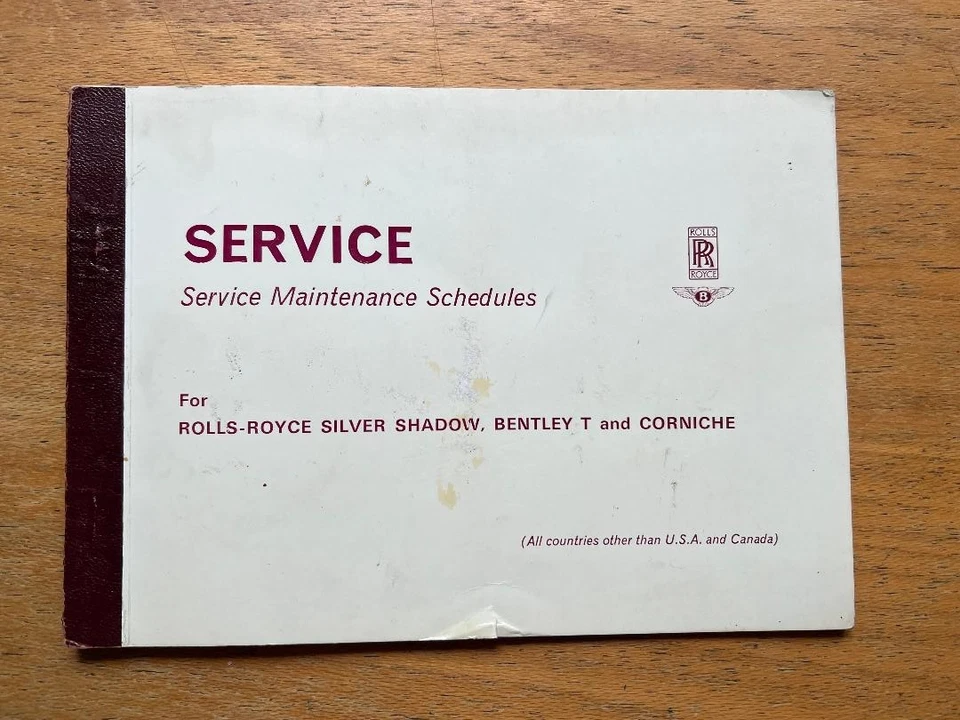 SERVICE
Service Maintenance Schedules
ROLLS
RR
ROYCE
B
For
ROLLS-ROYCE SILVER SHADOW, BENTLEY T and CORNICHE
(All countries other than U.S.A. and Canada)